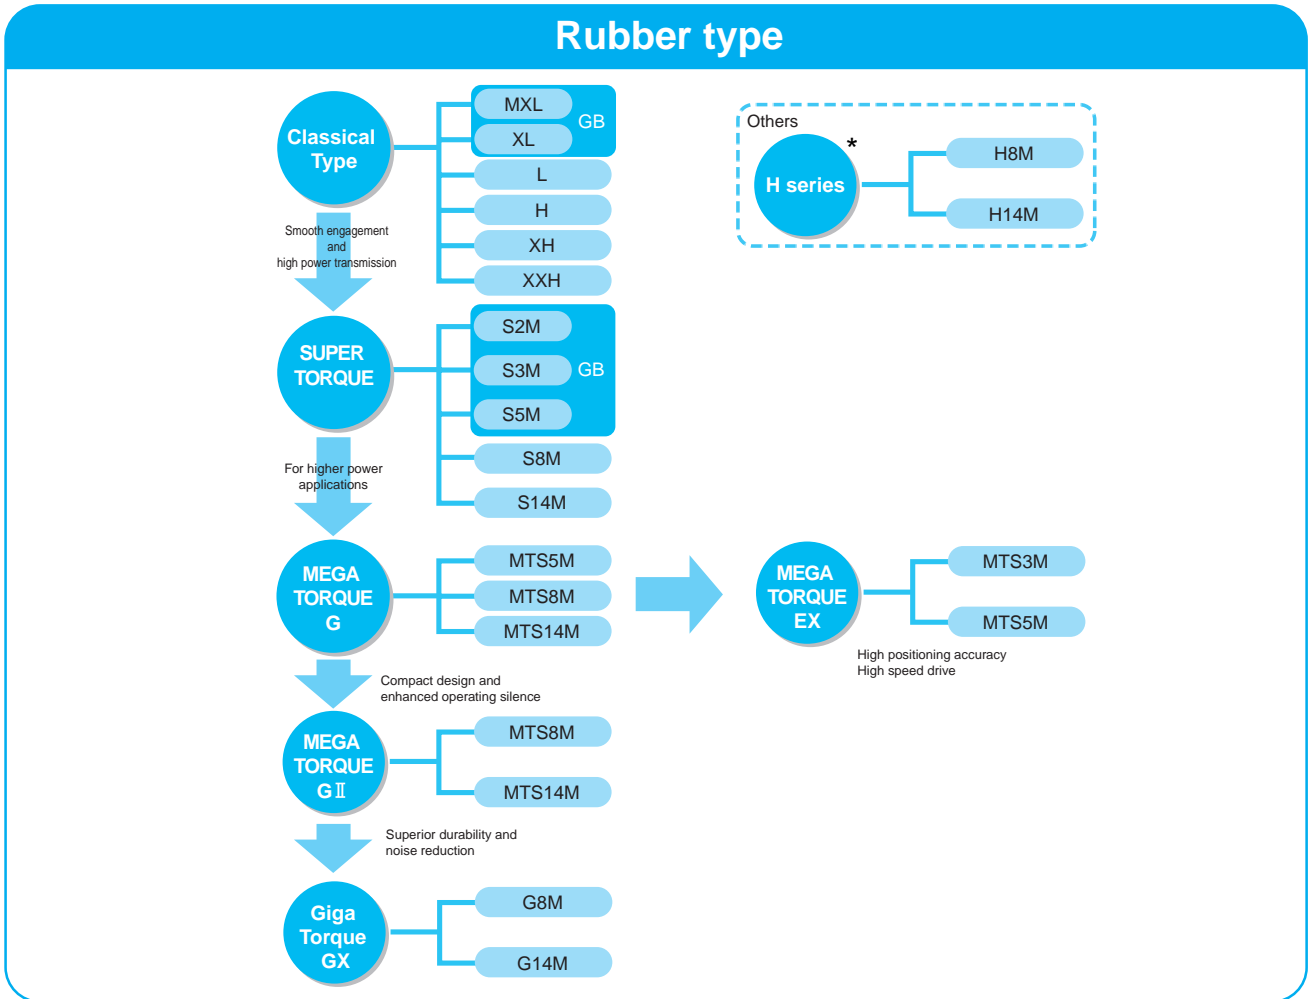 Rubber type
Classical
Type
MXL
XL
GB
L
H
XH
XXH
Others
H series
*
H8M
H14M
Smooth engagement
and
high power transmission
SUPER
TORQUE
S2M
S3M
S5M
GB
S8M
S14M
For higher power
applications
MEGA
TORQUE
G
MTS5M
MTS8M
MTS14M
MEGA
TORQUE
EX
MTS3M
MTS5M
High positioning accuracy
High speed drive
Compact design and
enhanced operating silence
MEGA
TORQUE
GⅡ
MTS8M
MTS14M
Superior durability and
noise reduction
Giga
Torque
GX
G8M
G14M